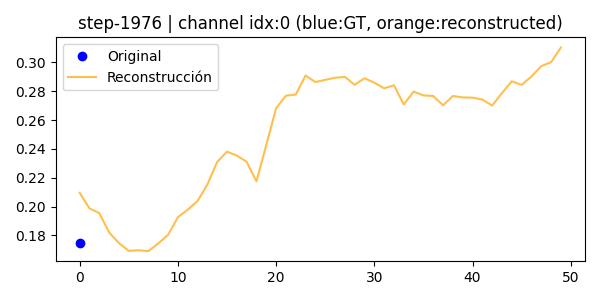 step-1976 | channel idx:0 (blue:GT, orange:reconstructed)
Original
Reconstrucción
0.30
0.28
0.26
0.24
0.22
0.20
0.18
0 10 20 30 40 50